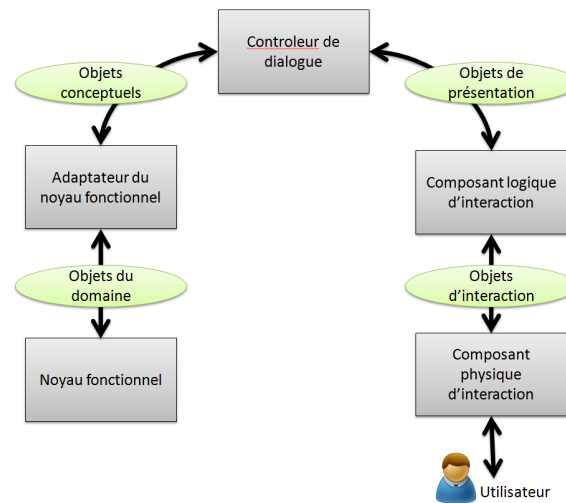 Controleur de
dialogue
Objets
conceptuels
Objets de
présentation
Adaptateur du
noyau fonctionnel
Composant logique
d'interaction
Objets du
domaine
Objets
d'interaction
Noyau fonctionnel
Composant
physique
d'interaction
Utilisateur